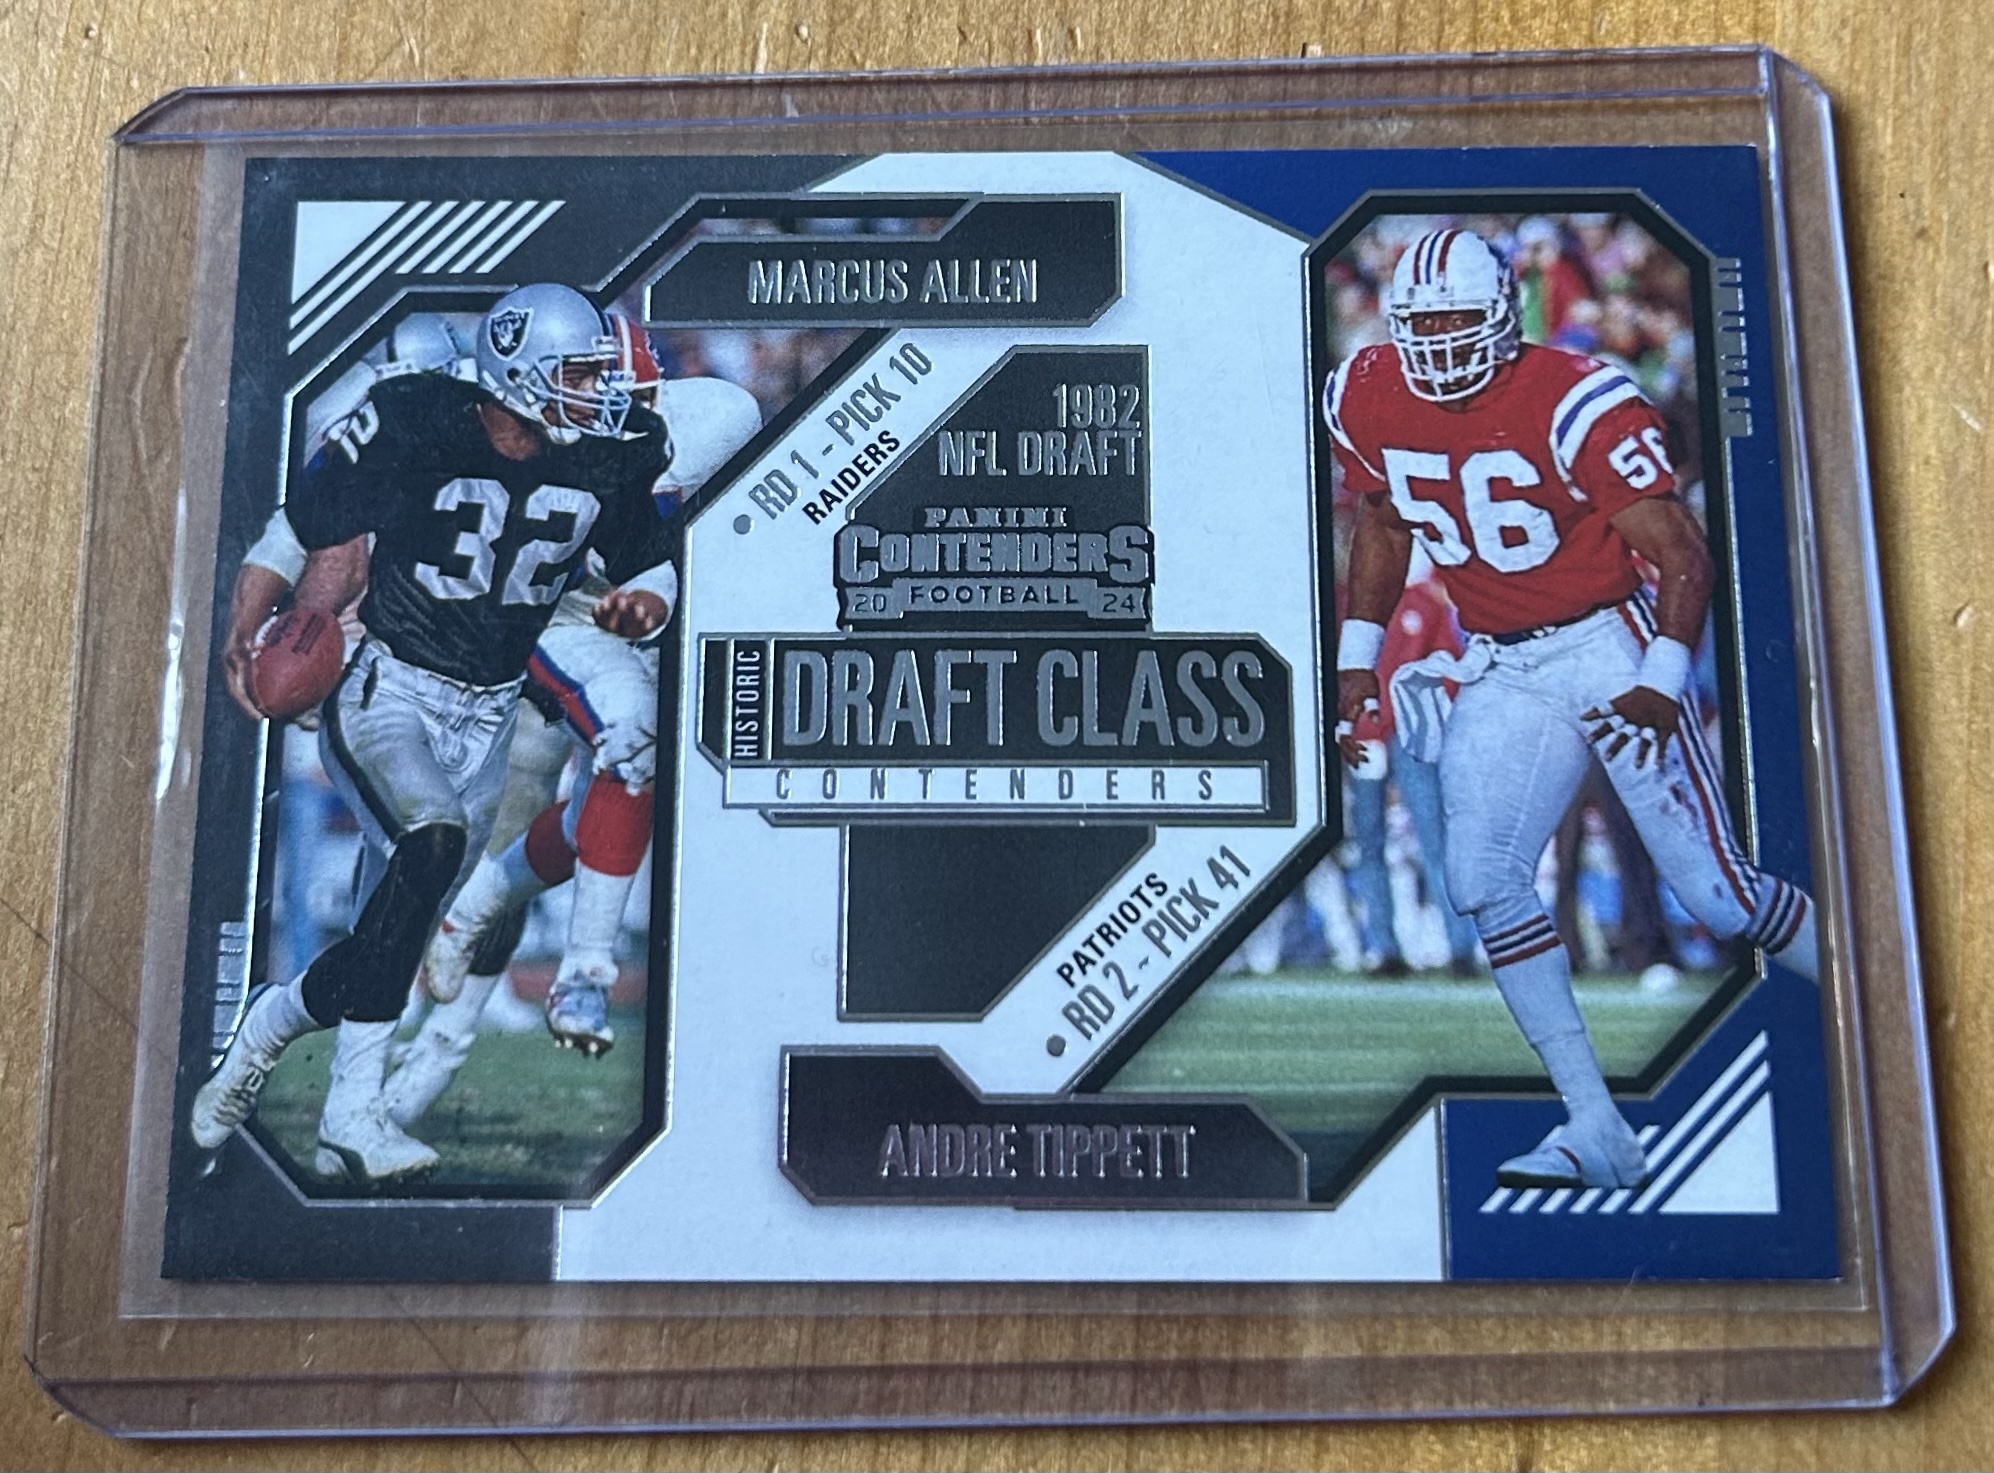 MARCUS ALLEN
RD 1 - PICK 10
RAIDERS
1982
NFL DRAFT
PANINI
CONTENDERS
20 FOOTBALL 24
HISTORIC
DRAFT CLASS
CONTENDERS
PATRIOTS
RD 2 - PICK 41
ANDRE TIPPETT
32
56
56